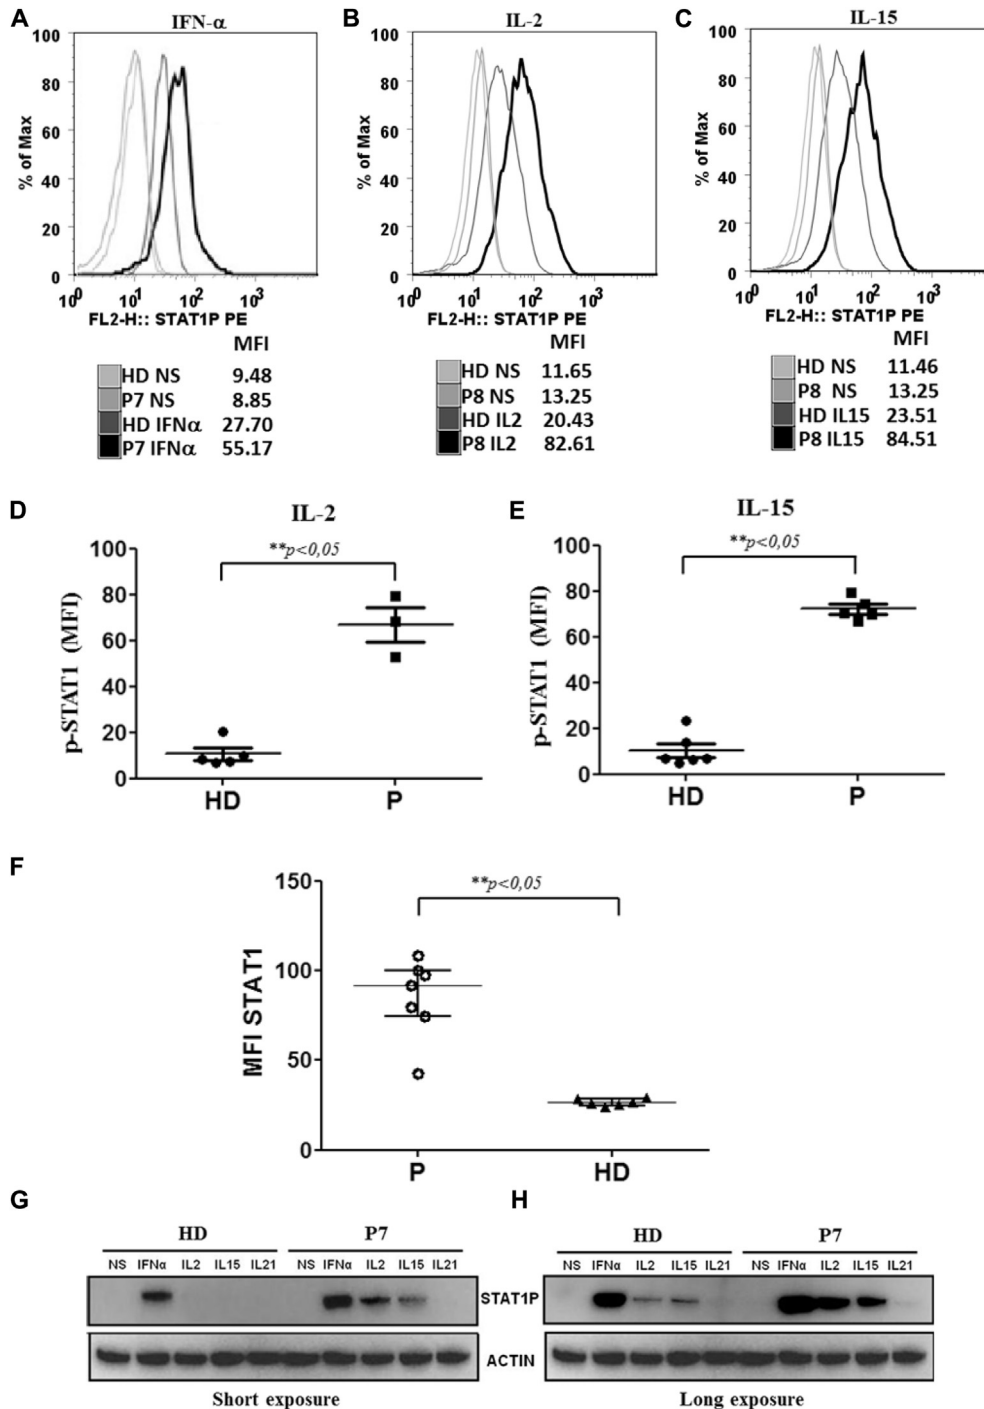 A
IFN-α
100
80
60
40
20
0
% of Max
10^0 10^1 10^2 10^3
FL2-H:: STAT1P PE
MFI
HD NS 9.48
P7 NS 8.85
HD IFNα 27.70
P7 IFNα 55.17
B
IL-2
100
80
60
40
20
0
% of Max
10^0 10^1 10^2 10^3
FL2-H:: STAT1P PE
MFI
HD NS 11.65
P8 NS 13.25
HD IL2 20.43
P8 IL2 82.61
C
IL-15
100
80
60
40
20
0
% of Max
10^0 10^1 10^2 10^3
FL2-H:: STAT1P PE
MFI
HD NS 11.46
P8 NS 13.25
HD IL15 23.51
P8 IL15 84.51
D
IL-2
**p<0,05
100
80
60
40
20
0
p-STAT1 (MFI)
HD P
E
IL-15
**p<0,05
100
80
60
40
20
0
p-STAT1 (MFI)
HD P
F
**p<0,05
150
100
50
0
MFI STAT1
P HD
G
HD P7
NS IFNα IL2 IL15 IL21 NS IFNα IL2 IL15 IL21
STAT1P
ACTIN
Short exposure
H
HD P7
NS IFNα IL2 IL15 IL21 NS IFNα IL2 IL15 IL21
Long exposure